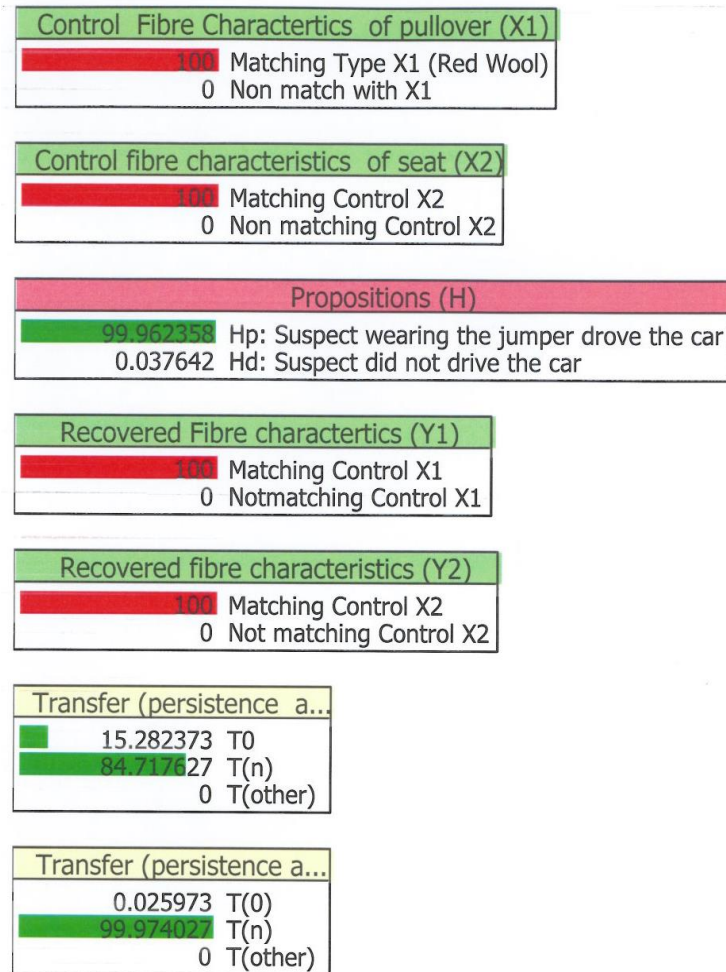 Control Fibre Charactertics of pullover (X1)
100 Matching Type X1 (Red Wool)
0 Non match with X1
Control fibre characteristics of seat (X2)
100 Matching Control X2
0 Non matching Control X2
Propositions (H)
99.962358 Hp: Suspect wearing the jumper drove the car
0.037642 Hd: Suspect did not drive the car
Recovered Fibre charactertics (Y1)
100 Matching Control X1
0 Notmatching Control X1
Recovered fibre characteristics (Y2)
100 Matching Control X2
0 Not matching Control X2
Transfer (persistence a...
15.282373 T0
84.717627 T(n)
0 T(other)
Transfer (persistence a...
0.025973 T(0)
99.974027 T(n)
0 T(other)